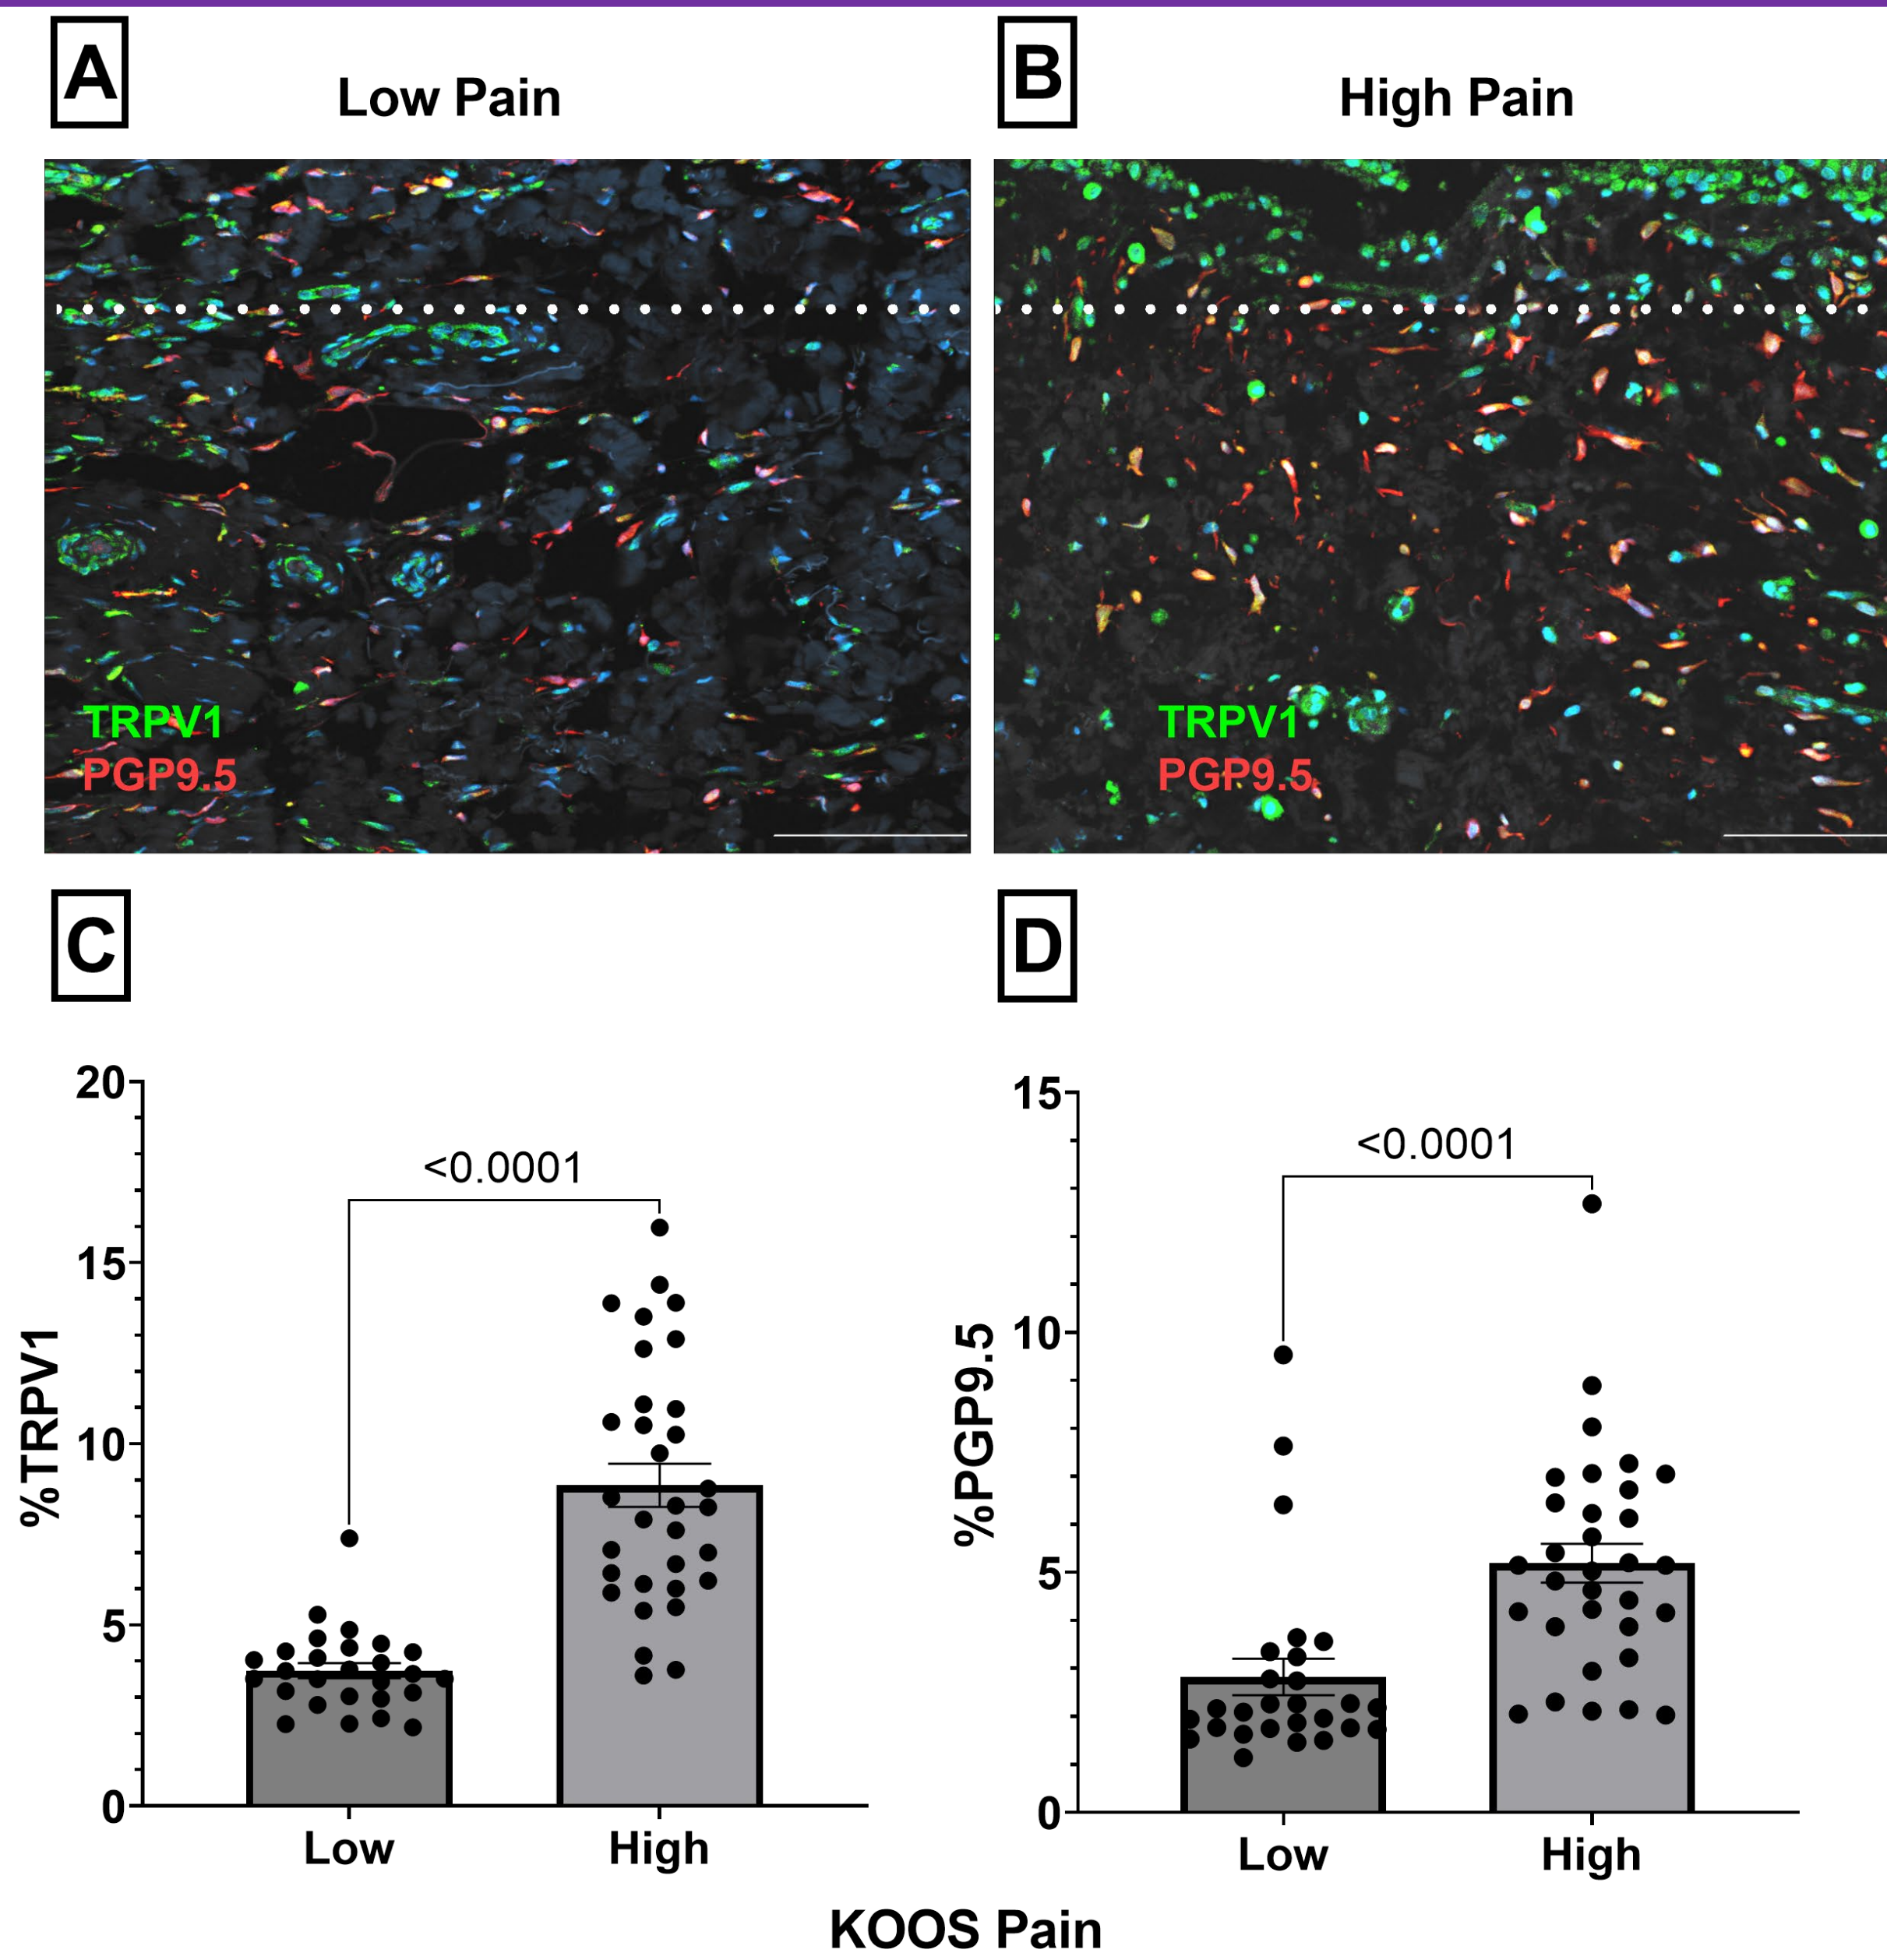 A
Low Pain
B
High Pain
TRPV1
PGP9.5
TRPV1
PGP9.5
C
D
20
15
10
5
0
%TRPV1
<0.0001
Low
High
15
10
5
0
%PGP9.5
<0.0001
Low
High
KOOS Pain